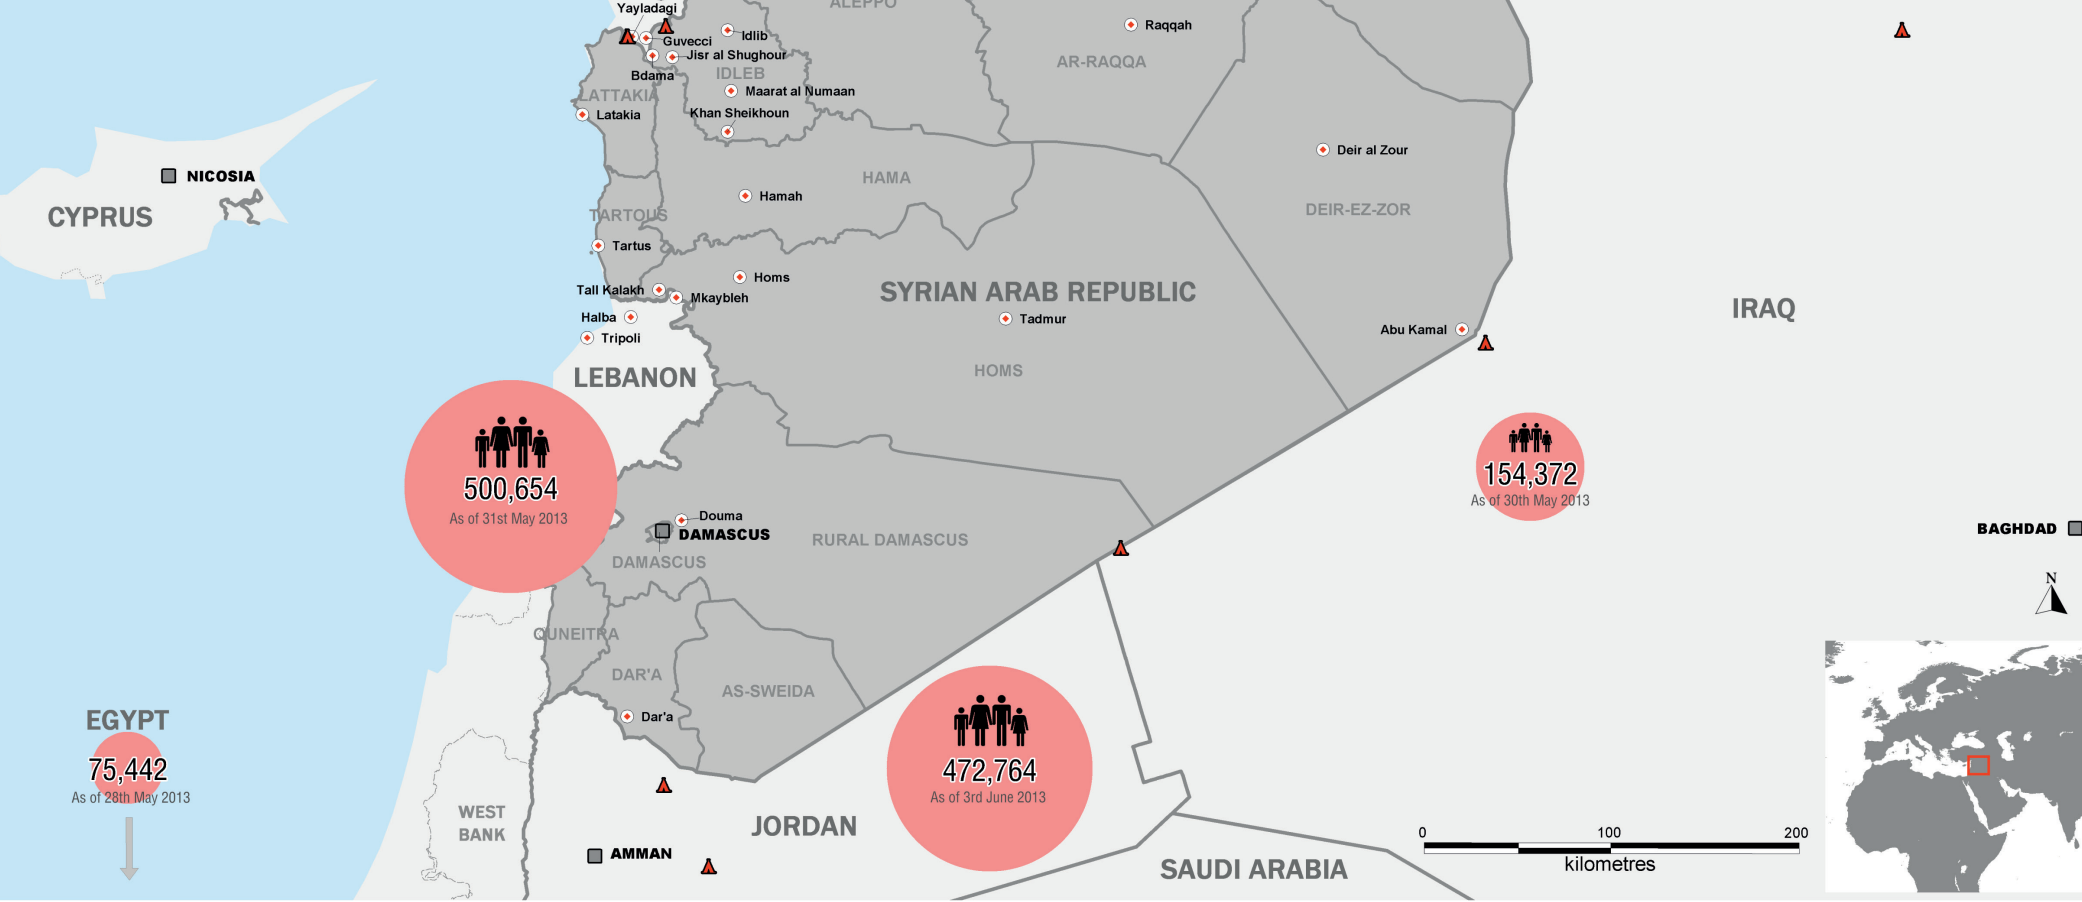 ALEPPO
Yayladagi
Guvecci
Idlib
Jisr al Shughour
Bdama
IDLEB
Raqqah
AR-RAQQA
LATTAKIA
Maarat al Numaan
Latakia
Khan Sheikhoun
Deir al Zour
NICOSIA
CYPRUS
HAMA
Hamah
TARTOUS
DEIR-EZ-ZOR
Tartus
Homs
Tall Kalakh
Mkaybleh
SYRIAN ARAB REPUBLIC
IRAQ
Halba
Tadmur
Tripoli
Abu Kamal
LEBANON
HOMS
500,654
As of 31st May 2013
154,372
As of 30th May 2013
Douma
DAMASCUS
RURAL DAMASCUS
BAGHDAD
DAMASCUS
N
QUNEITRA
DAR'A
AS-SWEIDA
Dar'a
EGYPT
75,442
As of 28th May 2013
472,764
As of 3rd June 2013
WEST
BANK
JORDAN
AMMAN
SAUDI ARABIA
0 100 200
kilometres